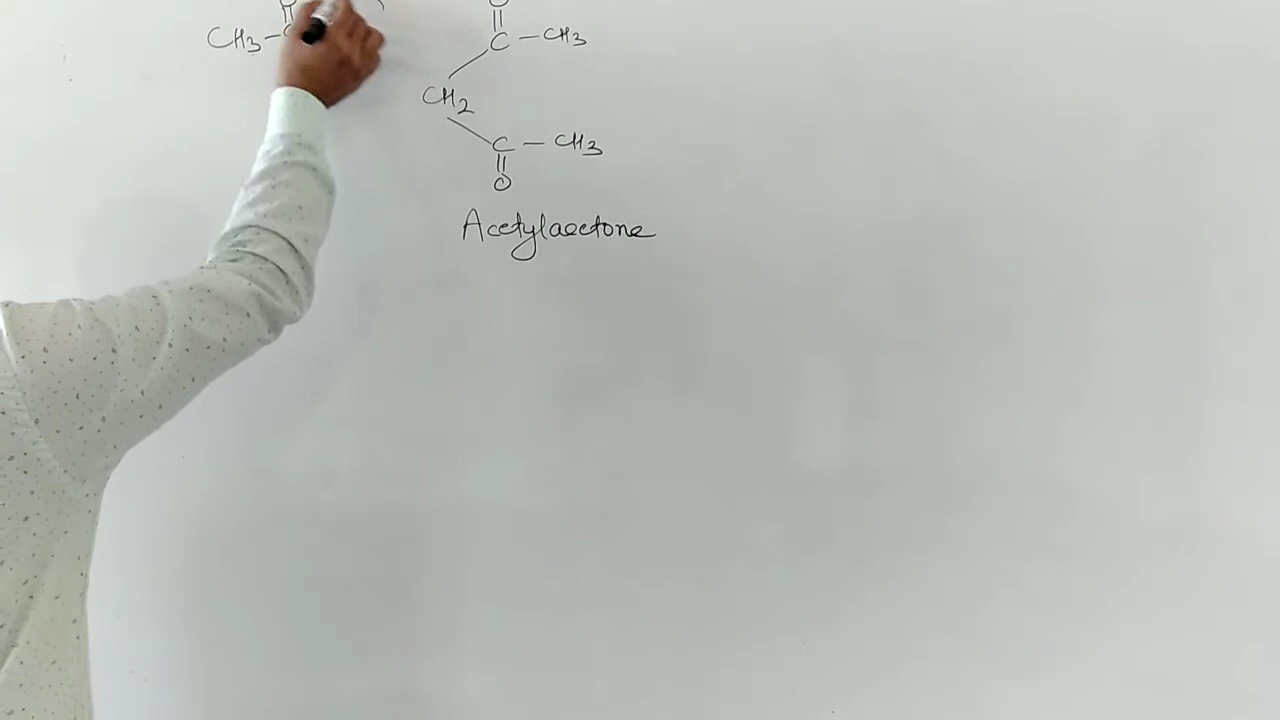 O O
CH3 - C C - CH3
CH2
C - CH3
O
Acetylacetone